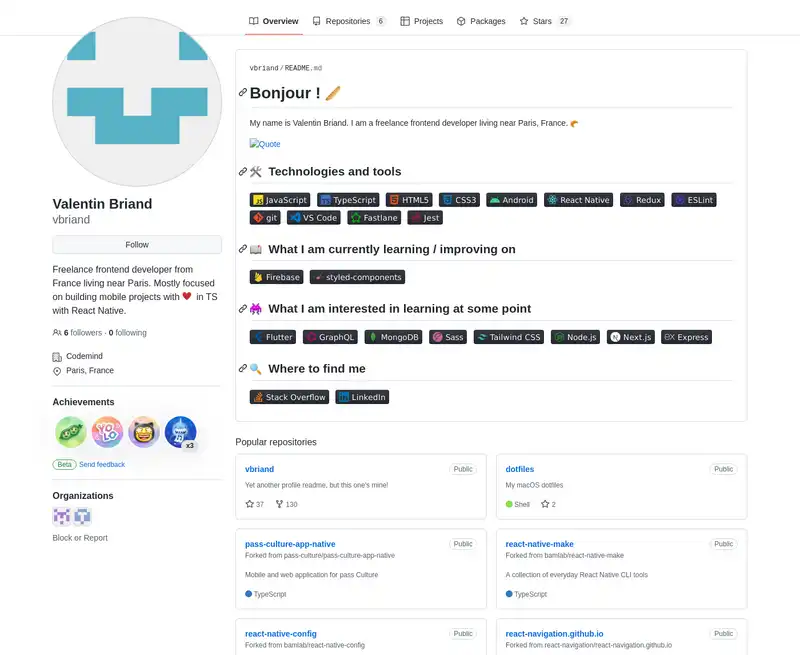 Overview Repositories 6 Projects Packages Stars 27
Valentin Briand
vbriand
Follow
Freelance frontend developer from
France living near Paris. Mostly focused
on building mobile projects with ❤️ in TS
with React Native.
6 followers · 0 following
Codemind
Paris, France
Achievements
YOLO
x3
Beta Send feedback
Organizations
Block or Report
vbriand / README.md
Bonjour ! 🥖
My name is Valentin Briand. I am a freelance frontend developer living near Paris, France. 🥐
Quote
🛠 Technologies and tools
JS JavaScript TS TypeScript HTML5 CSS3 Android React Native Redux ESLint
git VS Code Fastlane Jest
📖 What I am currently learning / improving on
Firebase styled-components
👾 What I am interested in learning at some point
Flutter GraphQL MongoDB Sass Tailwind CSS Node.js Next.js EX Express
🔍 Where to find me
Stack Overflow in LinkedIn
Popular repositories
vbriand Public
Yet another profile readme, but this one's mine!
37 130
dotfiles Public
My macOS dotfiles
Shell 2
pass-culture-app-native Public
Forked from pass-culture/pass-culture-app-native
Mobile and web application for pass Culture
TypeScript
react-native-make Public
Forked from bamlab/react-native-make
A collection of everyday React Native CLI tools
TypeScript
react-native-config Public
Forked from bamlab/react-native-config
react-navigation.github.io Public
Forked from react-navigation/react-navigation.github.io